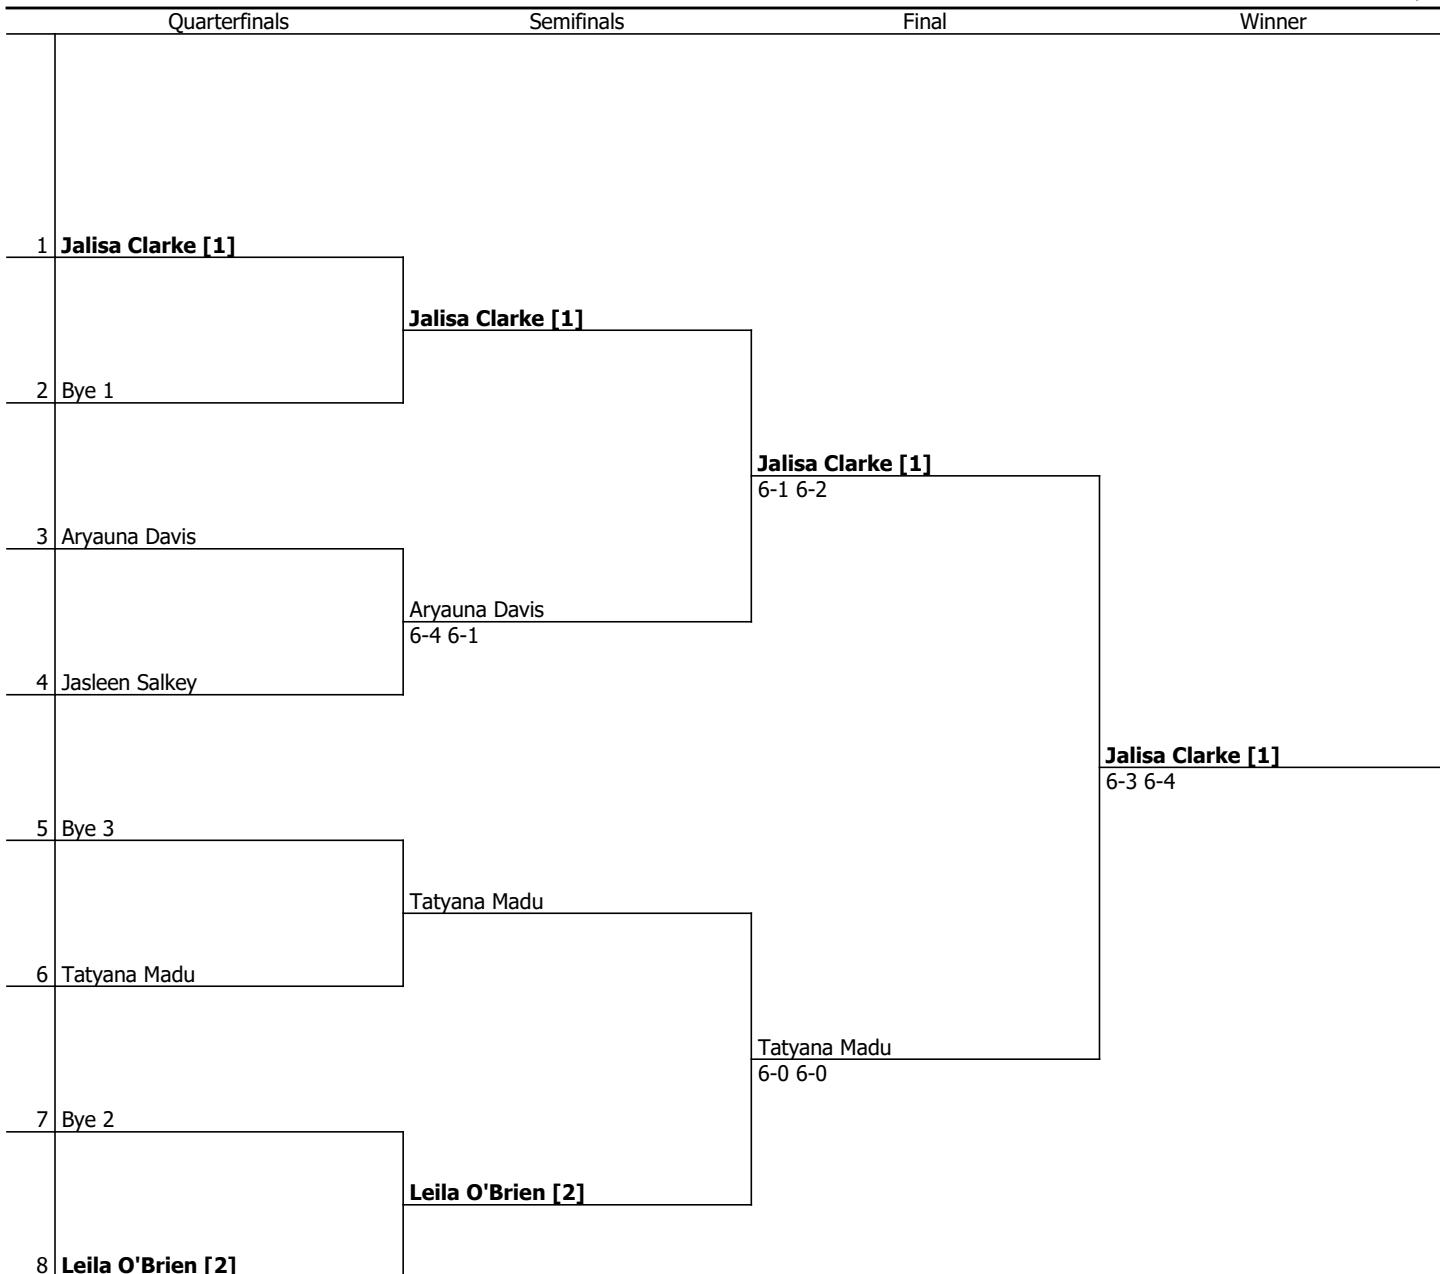 Quarterfinals Semifinals Final Winner
1 Jalisa Clarke [1]
Jalisa Clarke [1]
2 Bye 1
Jalisa Clarke [1]
6-1 6-2
3 Aryauna Davis
Aryauna Davis
6-4 6-1
4 Jasleen Salkey
Jalisa Clarke [1]
6-3 6-4
5 Bye 3
Tatyana Madu
6 Tatyana Madu
Tatyana Madu
6-0 6-0
7 Bye 2
Leila O'Brien [2]
8 Leila O'Brien [2]